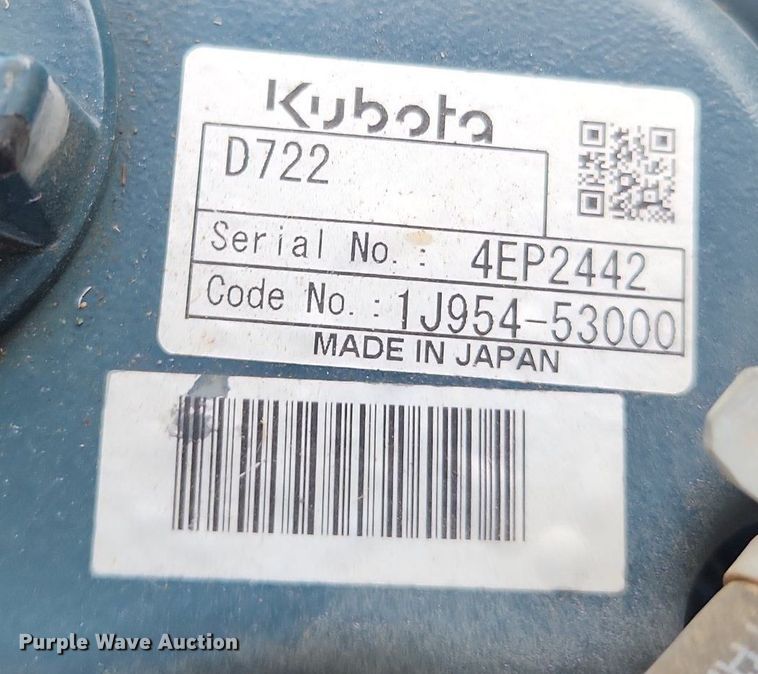 Kubota
D722
Serial No. : 4EP2442
Code No. : 1J954-53000
MADE IN JAPAN
Purple Wave Auction